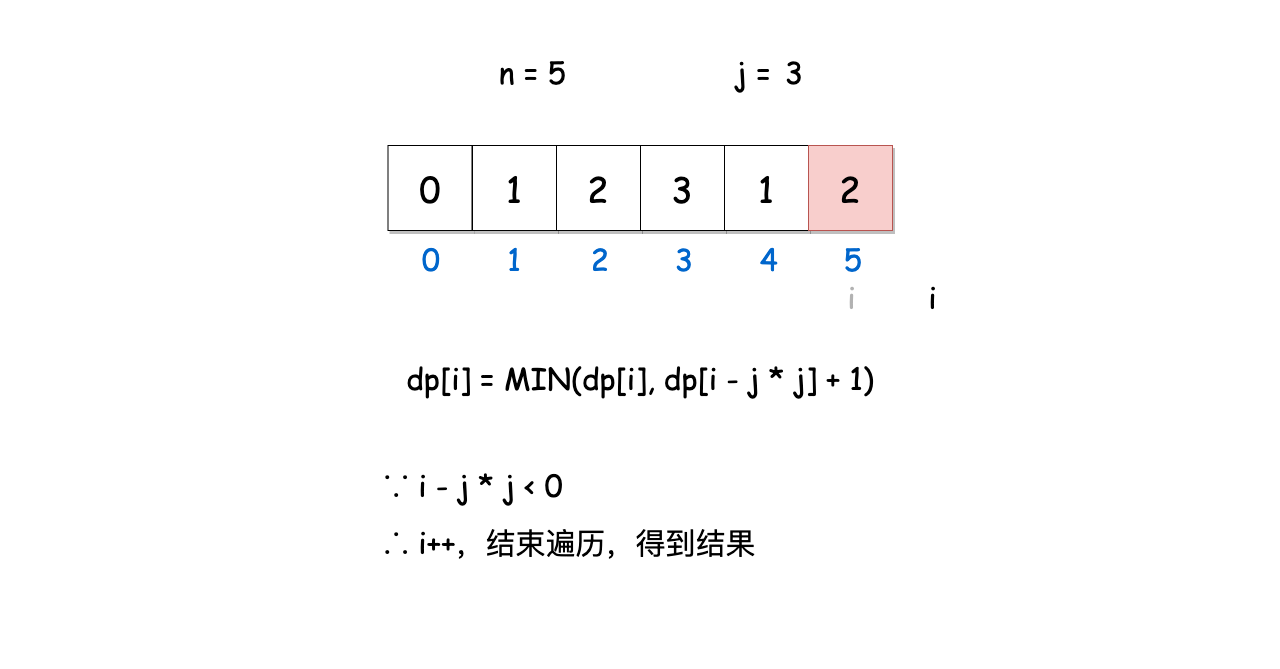 n = 5 j = 3
0 1 2 3 1 2
0 1 2 3 4 5
i i
dp[i] = MIN(dp[i], dp[i - j * j] + 1)
∵ i - j * j < 0
∴ i++，结束遍历，得到结果